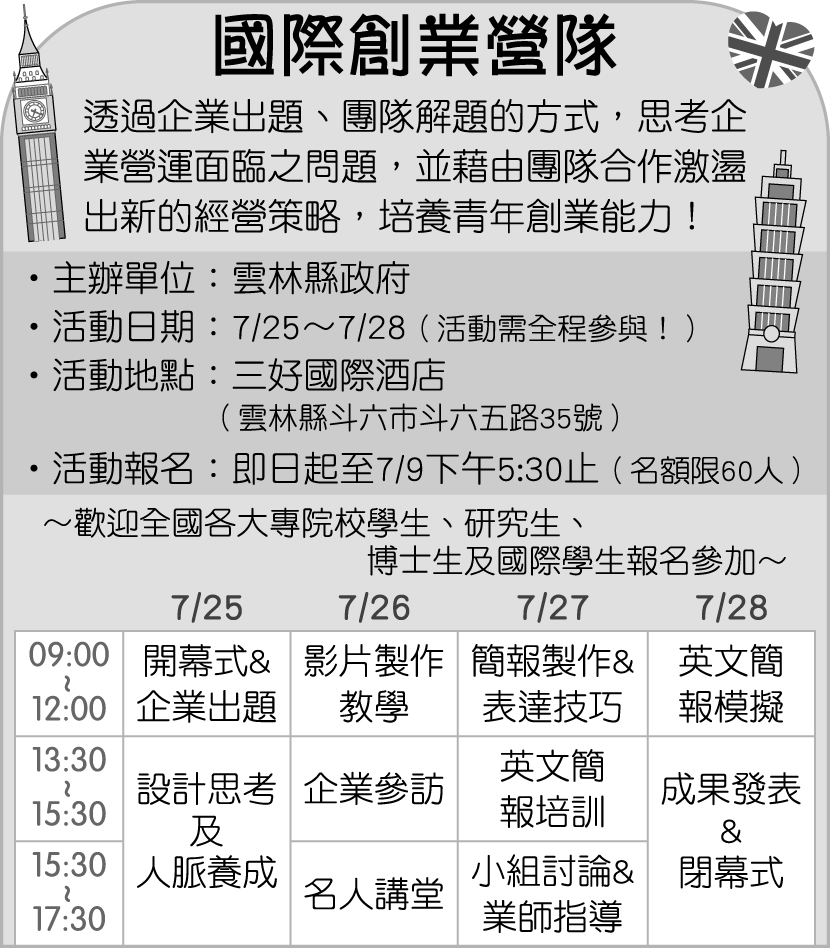 國際創業營隊
透過企業出題、團隊解題的方式，思考企
業營運面臨之問題，並藉由團隊合作激盪
出新的經營策略，培養青年創業能力！
・主辦單位：雲林縣政府
・活動日期：7/25～7/28（活動需全程參與！）
・活動地點：三好國際酒店
（雲林縣斗六市斗六五路35號）
・活動報名：即日起至7/9下午5:30止（名額限60人）
～歡迎全國各大專院校學生、研究生、
博士生及國際學生報名參加～
7/25 7/26 7/27 7/28
09:00
～
12:00
開幕式&
企業出題
影片製作
教學
簡報製作&
表達技巧
英文簡
報模擬
13:30
～
15:30
設計思考
及
人脈養成
企業參訪
英文簡
報培訓
成果發表
&
閉幕式
15:30
～
17:30
名人講堂
小組討論&
業師指導